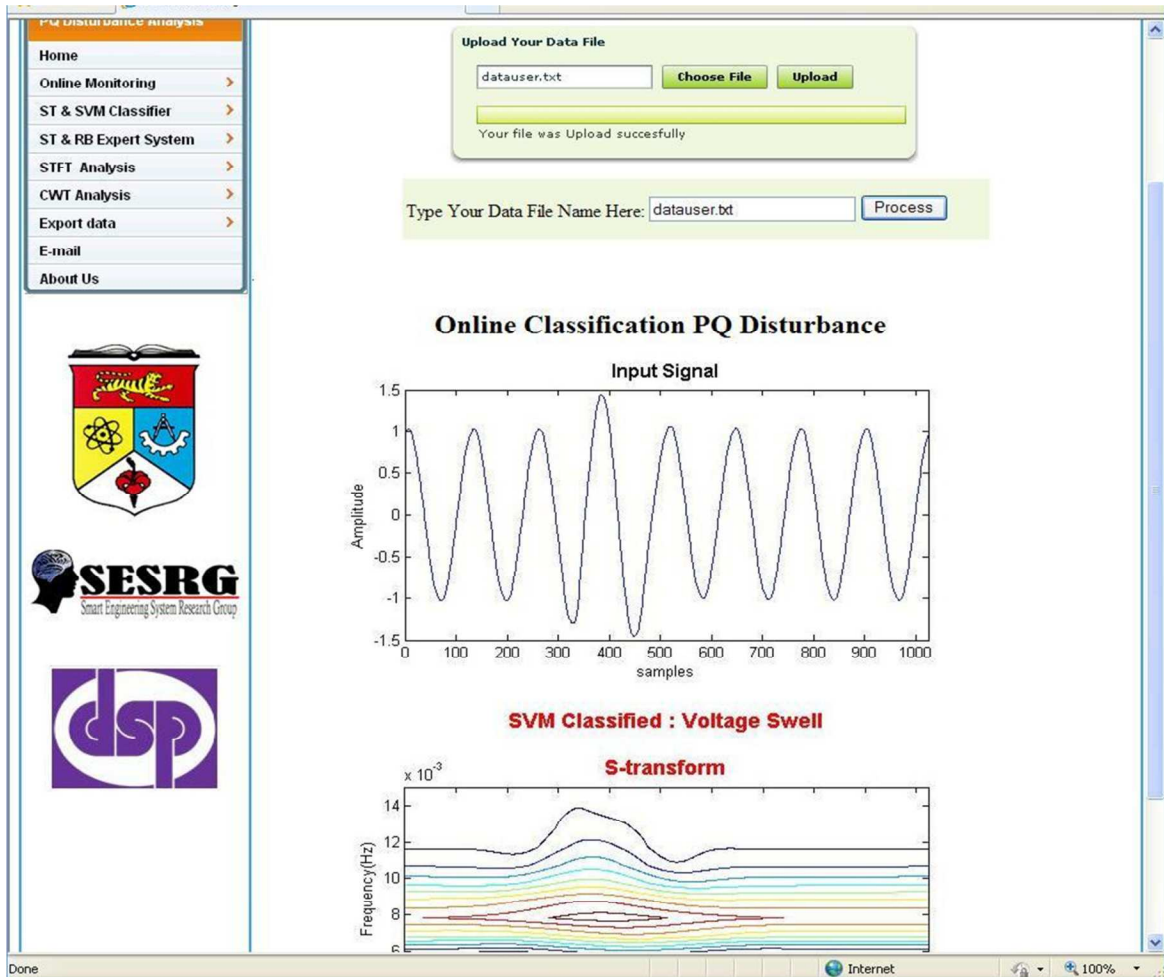 PQ Disturbance Analysis
Home
Online Monitoring
ST & SVM Classifier
ST & RB Expert System
STFT Analysis
CWT Analysis
Export data
E-mail
About Us
SESRG
Smart Engineering System Research Group
dsp
Upload Your Data File
datauser.txt
Choose File
Upload
Your file was Upload succesfully
Type Your Data File Name Here:
datauser.txt
Process
Online Classification PQ Disturbance
Input Signal
1.5
1
0.5
0
-0.5
-1
-1.5
Amplitude
0 100 200 300 400 500 600 700 800 900 1000
samples
SVM Classified : Voltage Swell
S-transform
x 10-3
14
12
10
8
6
Frequency(Hz)
Done
Internet
100%